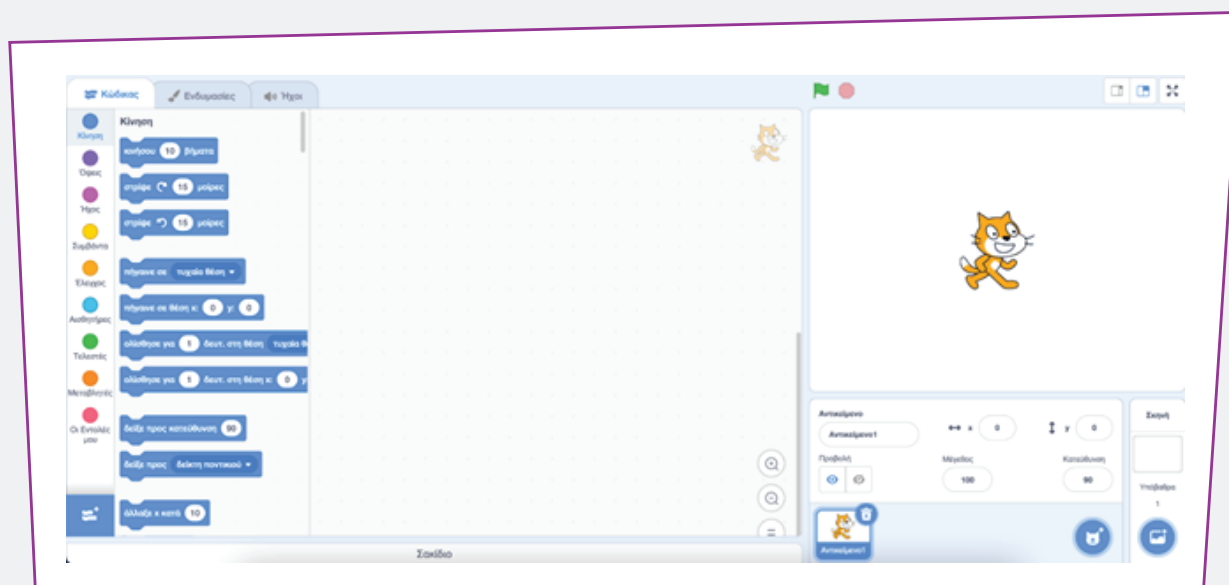 Κώδικας
Ενδυμασίες
Ήχοι
Κίνηση
Όψεις
Ήχος
Συμβάντα
Έλεγχος
Αισθητήρες
Τελεστές
Μεταβλητές
Οι Εντολές
μου
Κίνηση
κινήσου 10 βήματα
στρίψε 15 μοίρες
στρίψε 15 μοίρες
πήγαινε σε τυχαία θέση
πήγαινε σε θέση x: 0 y: 0
ολίσθησε για 1 δευτ. στη θέση τυχαία
ολίσθησε για 1 δευτ. στη θέση x: 0 y
δείξε προς κατεύθυνση 90
δείξε προς δείκτη ποντικιού
άλλαξε x κατά 10
Σακίδιο
Αντικείμενο
Αντικείμενο1
x 0
y 0
Προβολή
Μέγεθος
100
Κατεύθυνση
90
Αντικείμενο1
Σκηνή
Υπόβαθρα
1